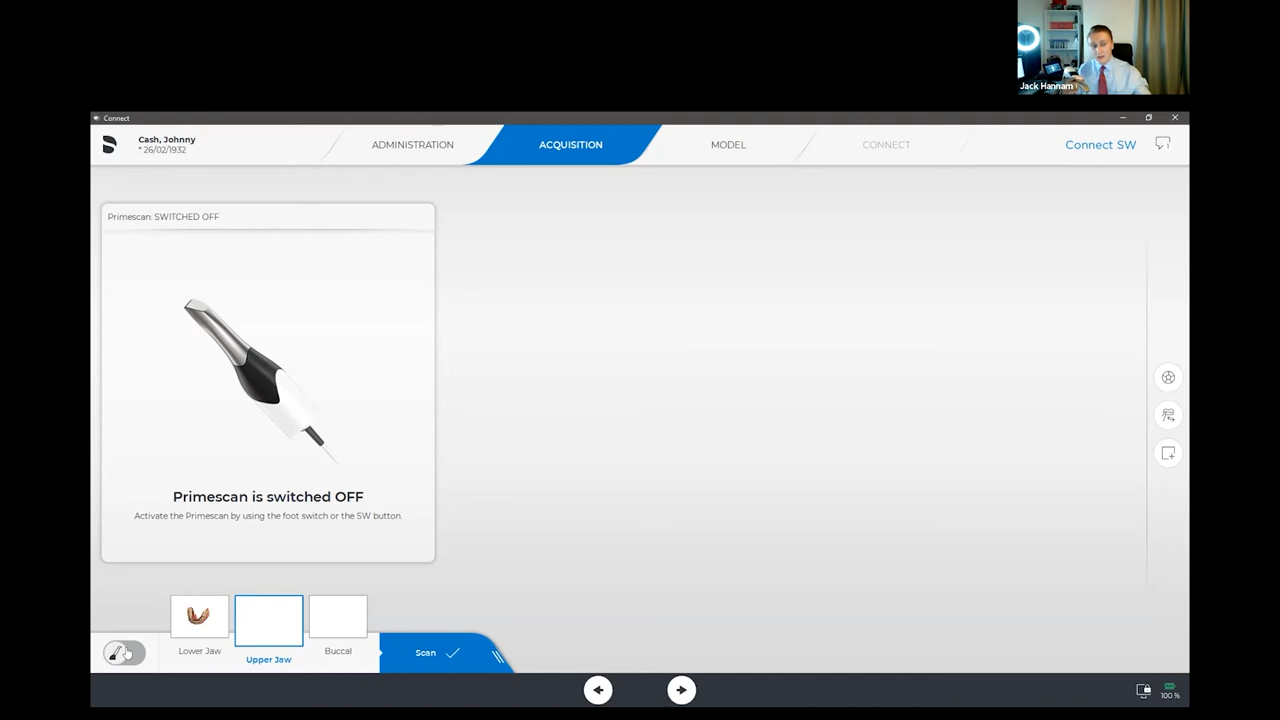 Jack Hannam
Connect
Cash, Johnny
* 26/02/1932
ADMINISTRATION
ACQUISITION
MODEL
CONNECT
Connect SW
Primescan: SWITCHED OFF
Primescan is switched OFF
Activate the Primescan by using the foot switch or the SW button.
Lower Jaw
Upper Jaw
Buccal
Scan
100 %